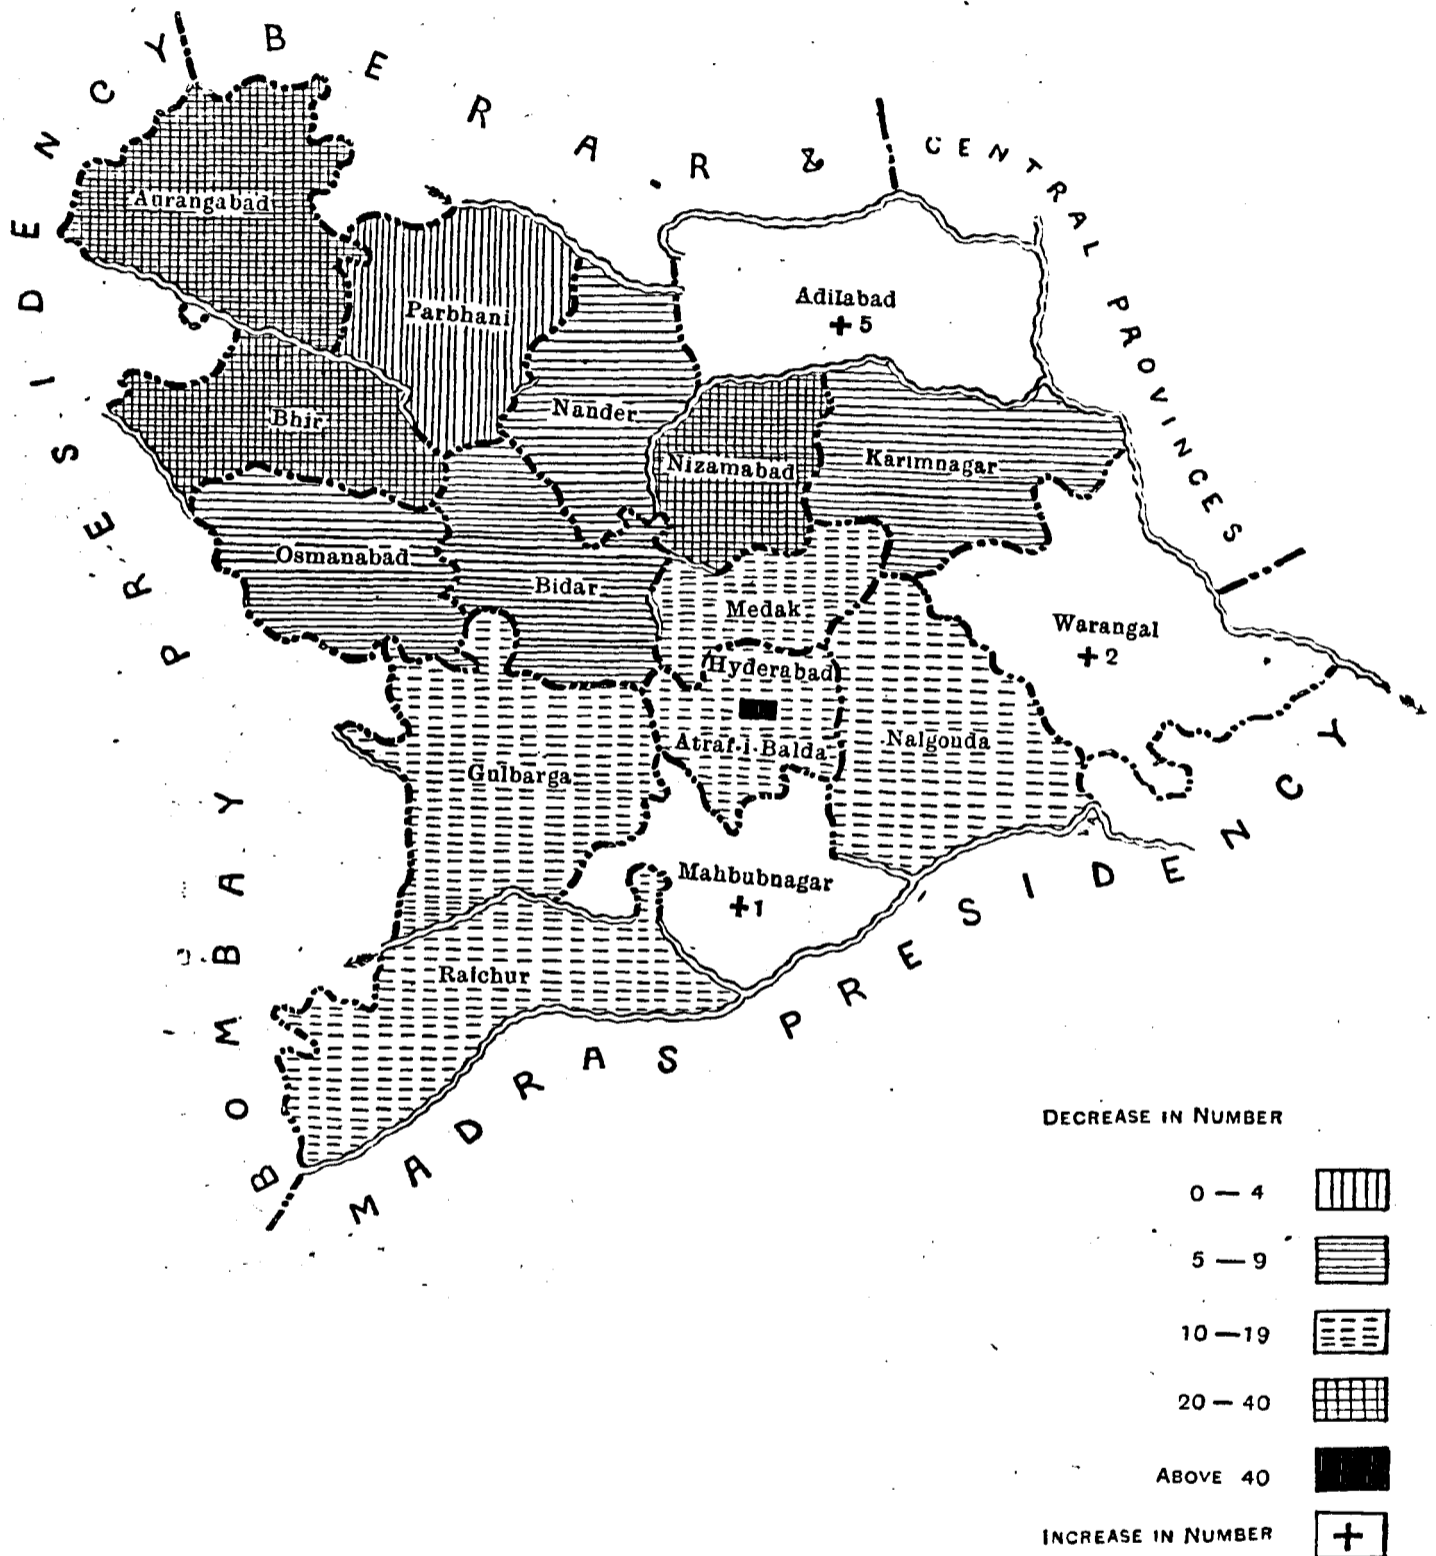 BERAR & CENTRAL PROVINCES
BOMBAY PRESIDENCY
MADRAS PRESIDENCY
Aurangabad
Parbhani
Adilabad
+ 5
Bhir
Nander
Nizamabad
Karimnagar
Osmanabad
Bidar
Medak
Warangal
+ 2
Hyderabad
Atraf-i-Balda
Nalgonda
Gulbarga
Mahbubnagar
+ 1
Raichur
DECREASE IN NUMBER
0 — 4
5 — 9
10 — 19
20 — 40
ABOVE 40
INCREASE IN NUMBER +